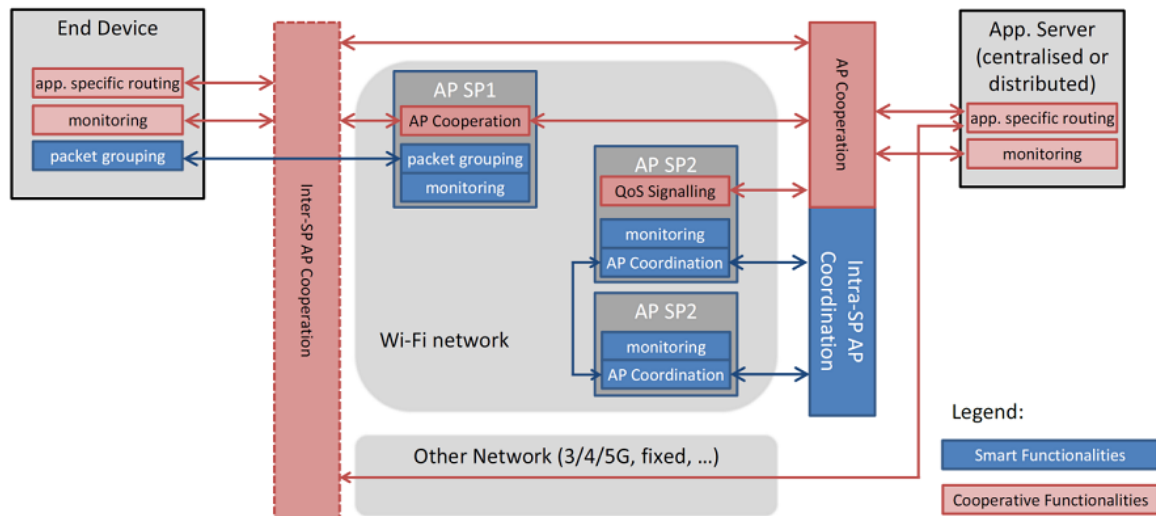 End Device
app. specific routing
monitoring
packet grouping
Inter-SP AP Cooperation
AP SP1
AP Cooperation
packet grouping
monitoring
AP SP2
QoS Signalling
monitoring
AP Coordination
AP SP2
monitoring
AP Coordination
Wi-Fi network
Other Network (3/4/5G, fixed, ...)
AP Cooperation
Intra-SP AP
Coordination
App. Server
(centralised or
distributed)
app. specific routing
monitoring
Legend:
Smart Functionalities
Cooperative Functionalities